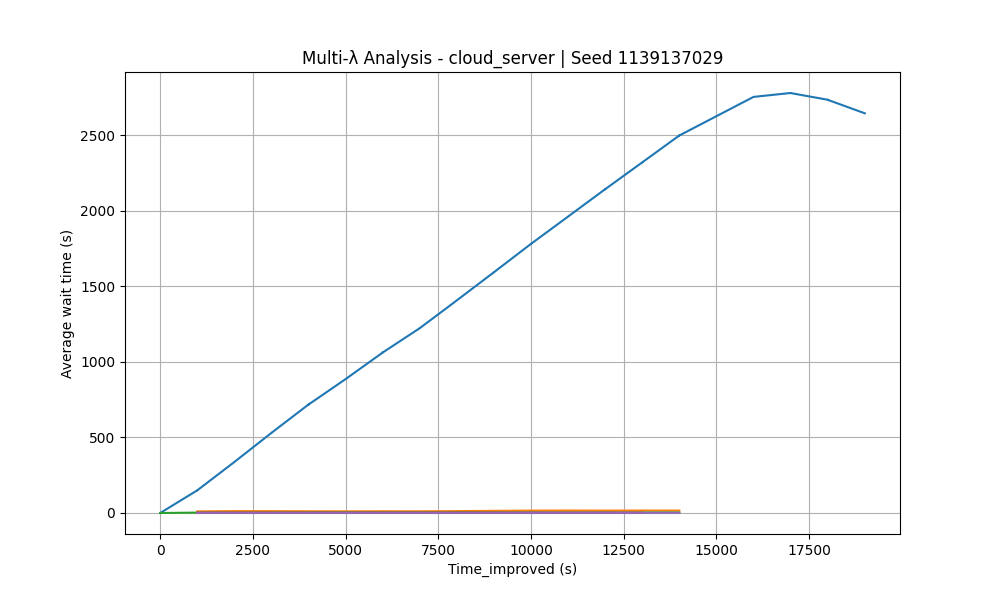 Multi-λ Analysis - cloud_server | Seed 1139137029
Average wait time (s)
2500
2000
1500
1000
500
0
0 2500 5000 7500 10000 12500 15000 17500
Time_improved (s)